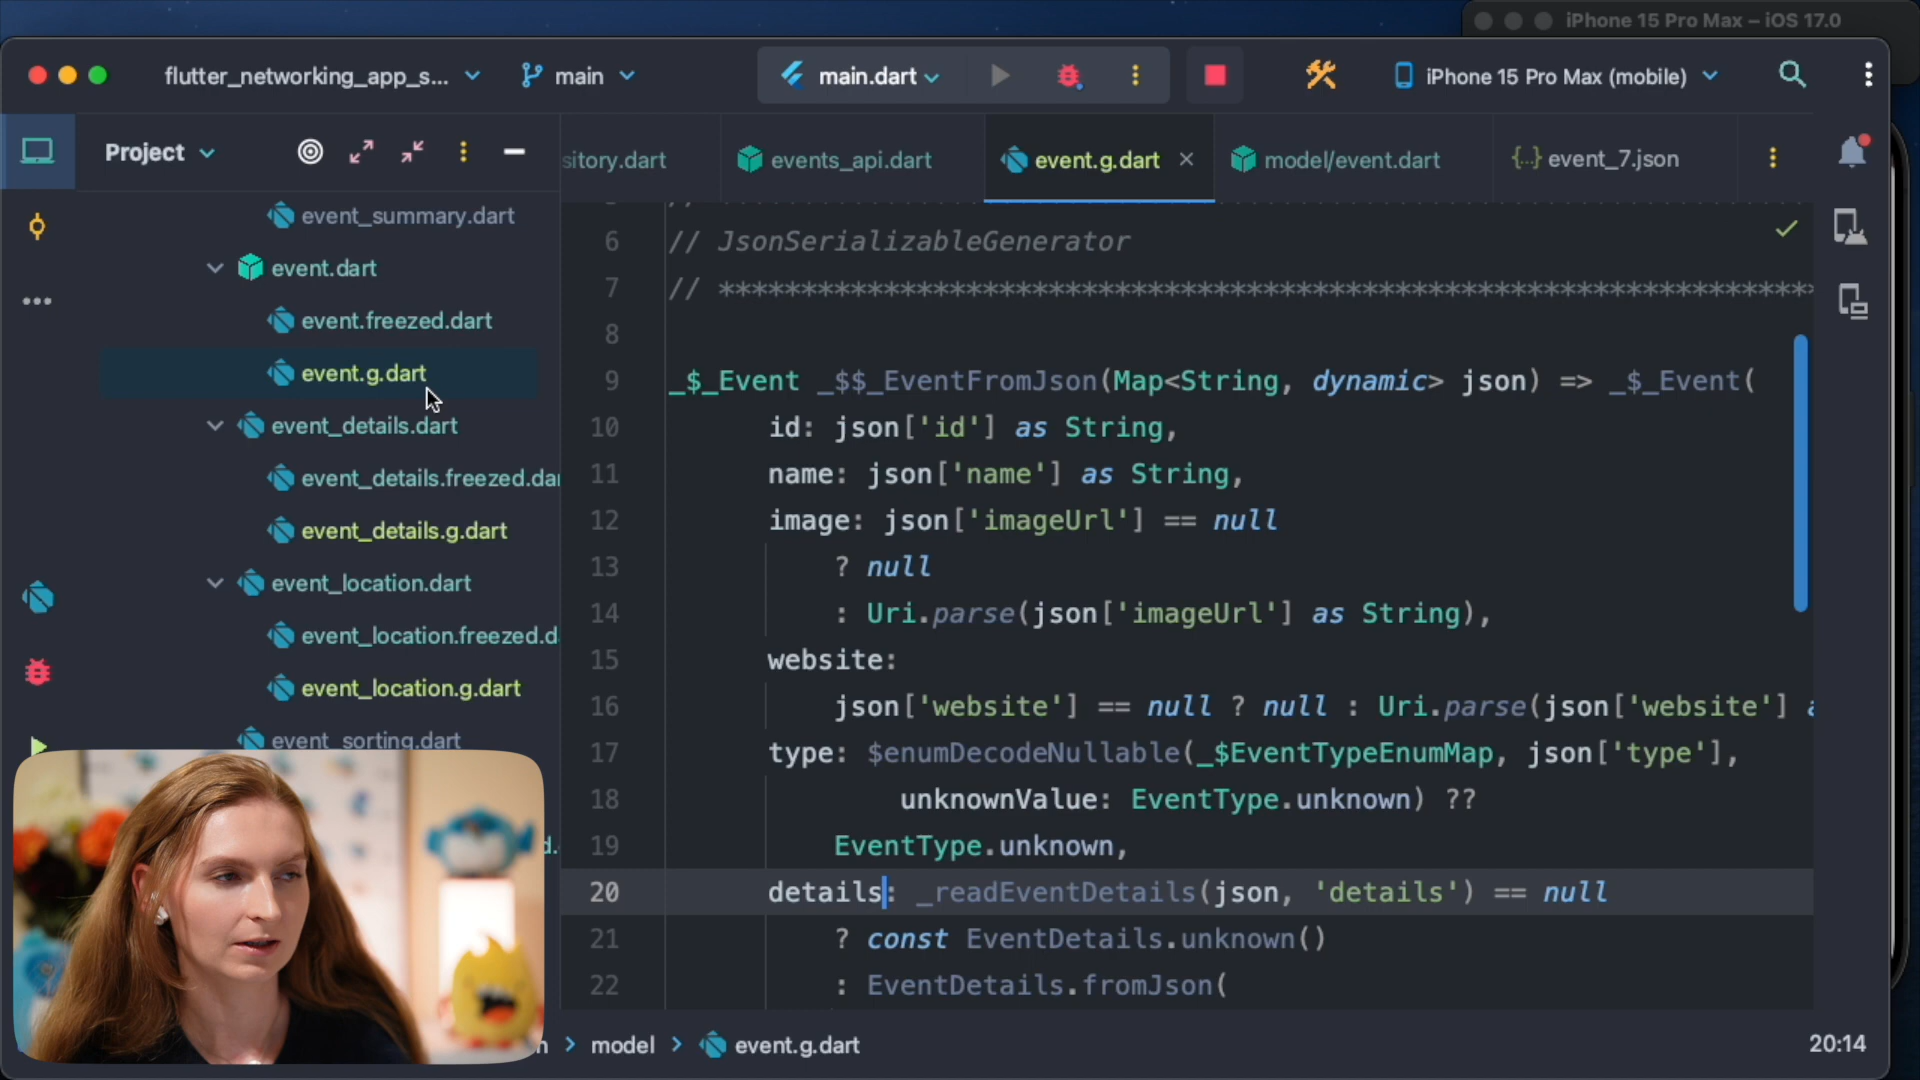 iPhone 15 Pro Max – iOS 17.0
flutter_networking_app_s...
main
main.dart
iPhone 15 Pro Max (mobile)
Project
sitory.dart
events_api.dart
event.g.dart
model/event.dart
{...} event_7.json
event_summary.dart
event.dart
event.freezed.dart
event.g.dart
event_details.dart
event_details.freezed.dar
event_details.g.dart
event_location.dart
event_location.freezed.d
event_location.g.dart
event_sorting.dart
d.
6 // JsonSerializableGenerator
7 // ******************************************************************
8
9 _$_Event _$$_EventFromJson(Map<String, dynamic> json) => _$_Event(
10 id: json['id'] as String,
11 name: json['name'] as String,
12 image: json['imageUrl'] == null
13 ? null
14 : Uri.parse(json['imageUrl'] as String),
15 website:
16 json['website'] == null ? null : Uri.parse(json['website'] a
17 type: $enumDecodeNullable(_$EventTypeEnumMap, json['type'],
18 unknownValue: EventType.unknown) ??
19 EventType.unknown,
20 details: _readEventDetails(json, 'details') == null
21 ? const EventDetails.unknown()
22 : EventDetails.fromJson(
n > model > event.g.dart
20:14